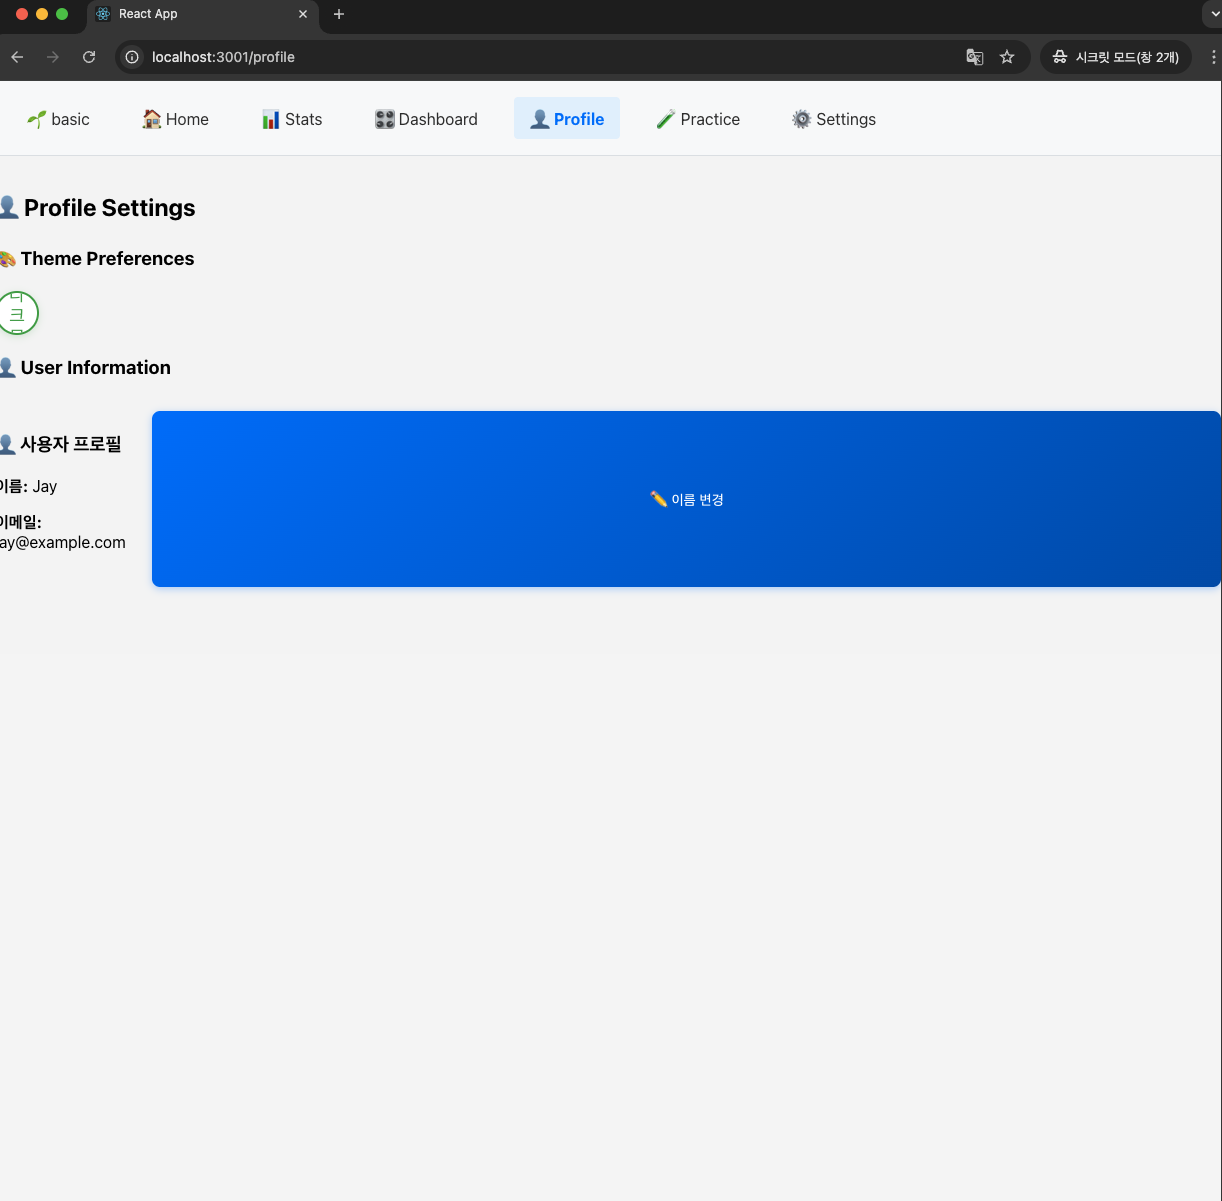 React App
localhost:3001/profile
시크릿 모드(창 2개)
basic
Home
Stats
Dashboard
Profile
Practice
Settings
Profile Settings
Theme Preferences
크
User Information
사용자 프로필
이름: Jay
이메일:
ay@example.com
이름 변경